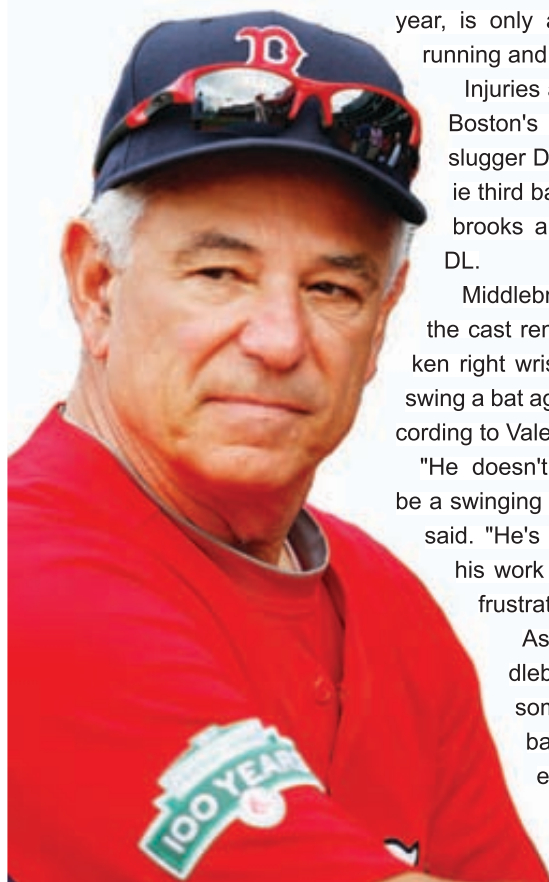 B
year, is only
running and
Injuries
Boston's
slugger D
ie third ba
brooks a
DL.
Middlebr
the cast rem
ken right wris
swing a bat ag
cording to Vale
"He doesn't
be a swinging
said. "He's
his work
frustrat
As
dleb
som
ba
e
100 YEARS